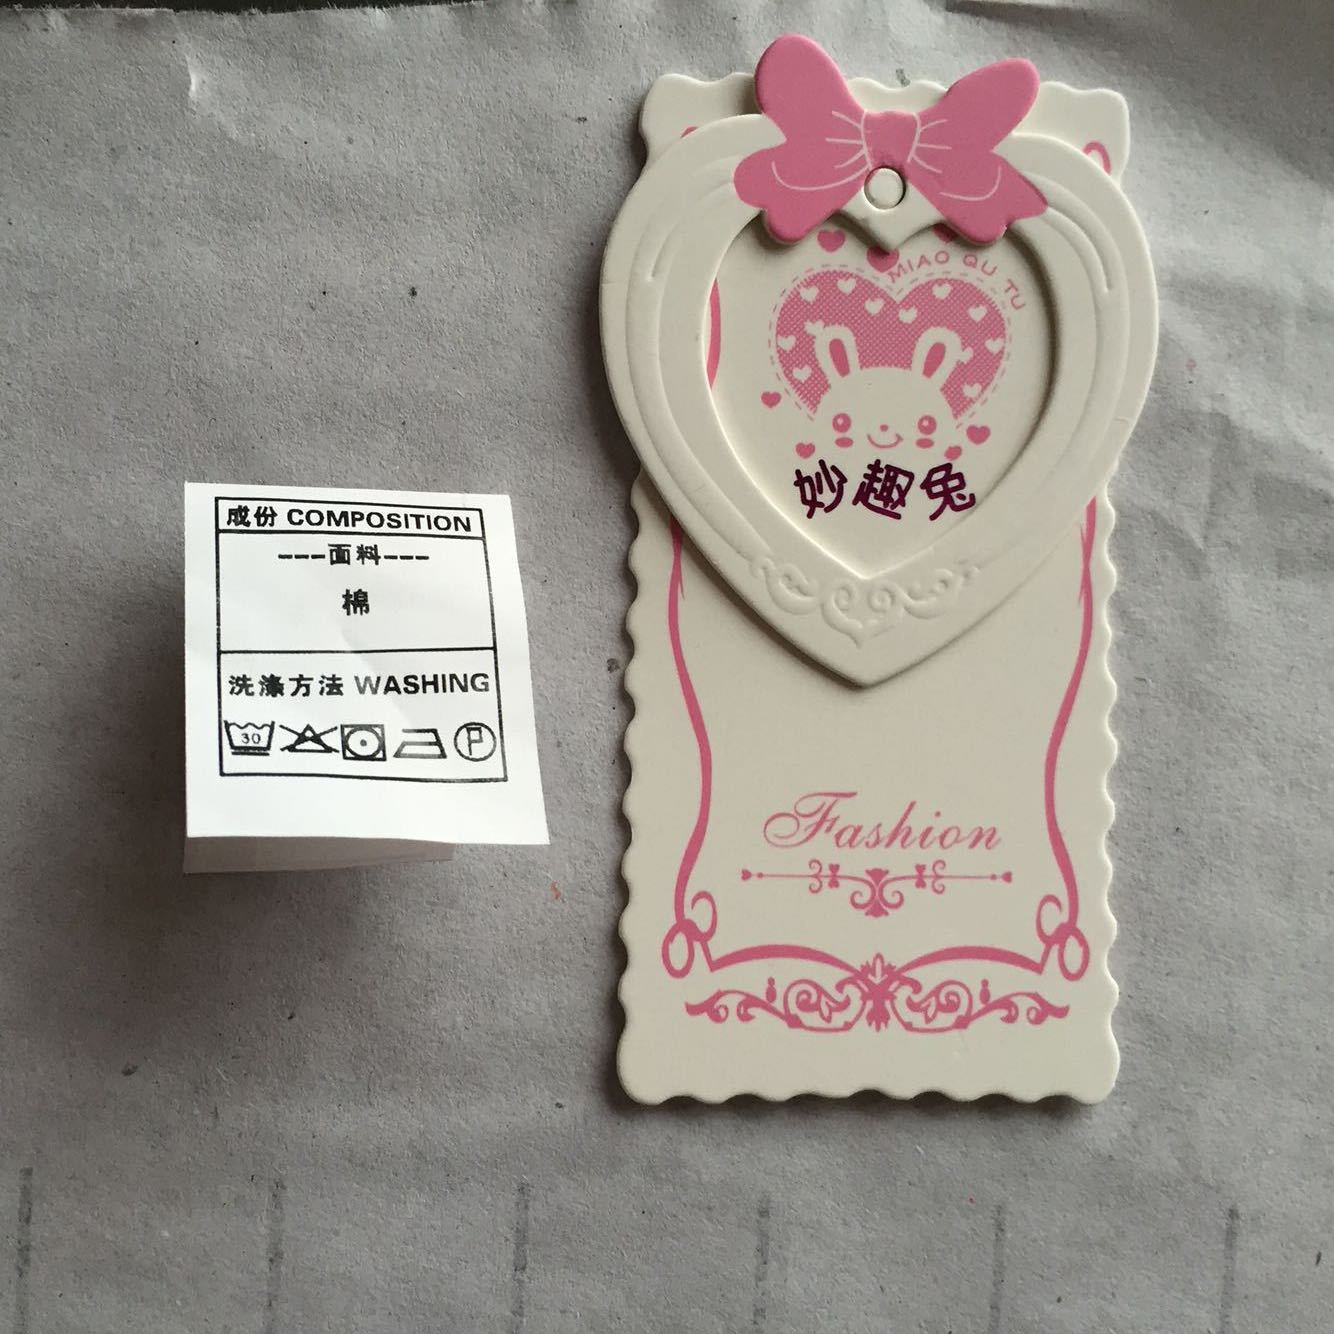 成份 COMPOSITION
---面料---
棉
洗涤方法 WASHING
30
P
MIAO QU TU
妙趣兔
Fashion